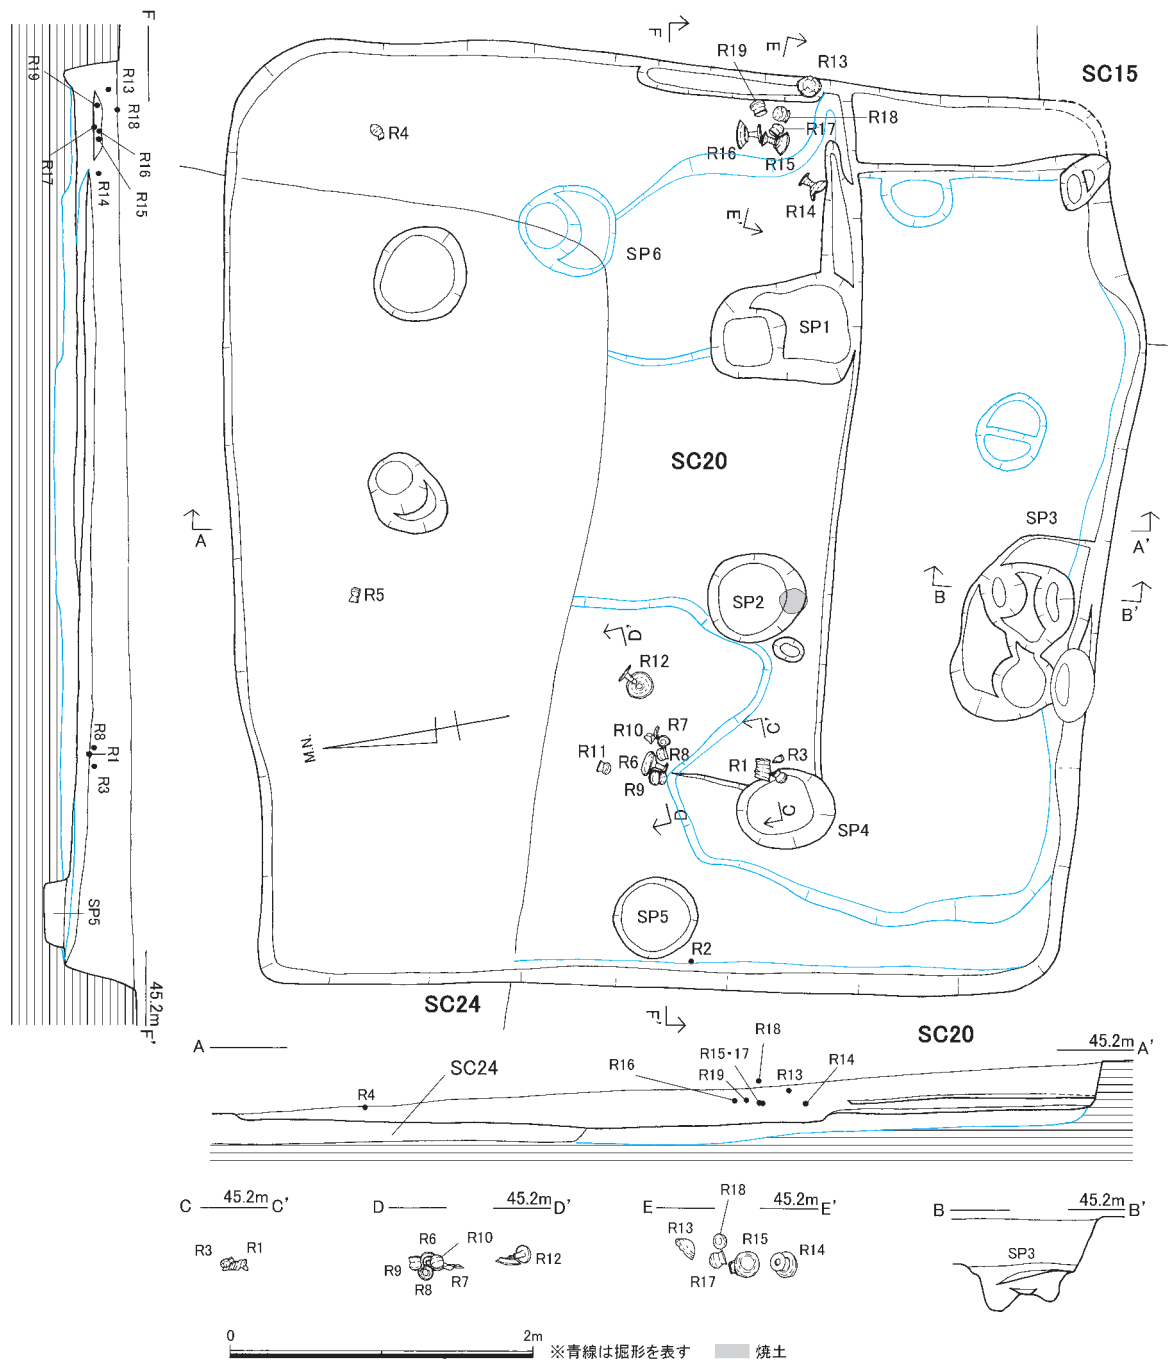 F
R19
R13
R18
R16
R17
R15
R14
R8
R1
R3
SP5
45.2m
F'
F
E
R19
R13
SC15
R4
R18
R17
R16
R15
R14
E'
SP6
SP1
SC20
A
SP3
A'
B
B'
SP2
R5
D'
R12
R7
R10
C'
R8
R11
R6
R1
R3
R9
M.N.
D
C
SP4
SP5
R2
SC24
F'
SC20
A
R18
45.2m
A'
SC24
R16
R15・17
R14
R19
R13
R4
C
45.2m
C'
D
45.2m
D'
E
45.2m
E'
B
45.2m
B'
R3
R1
R6
R10
R9
R8
R7
R12
R18
R13
R15
R17
R14
SP3
0
2m
※青線は掘形を表す
焼土